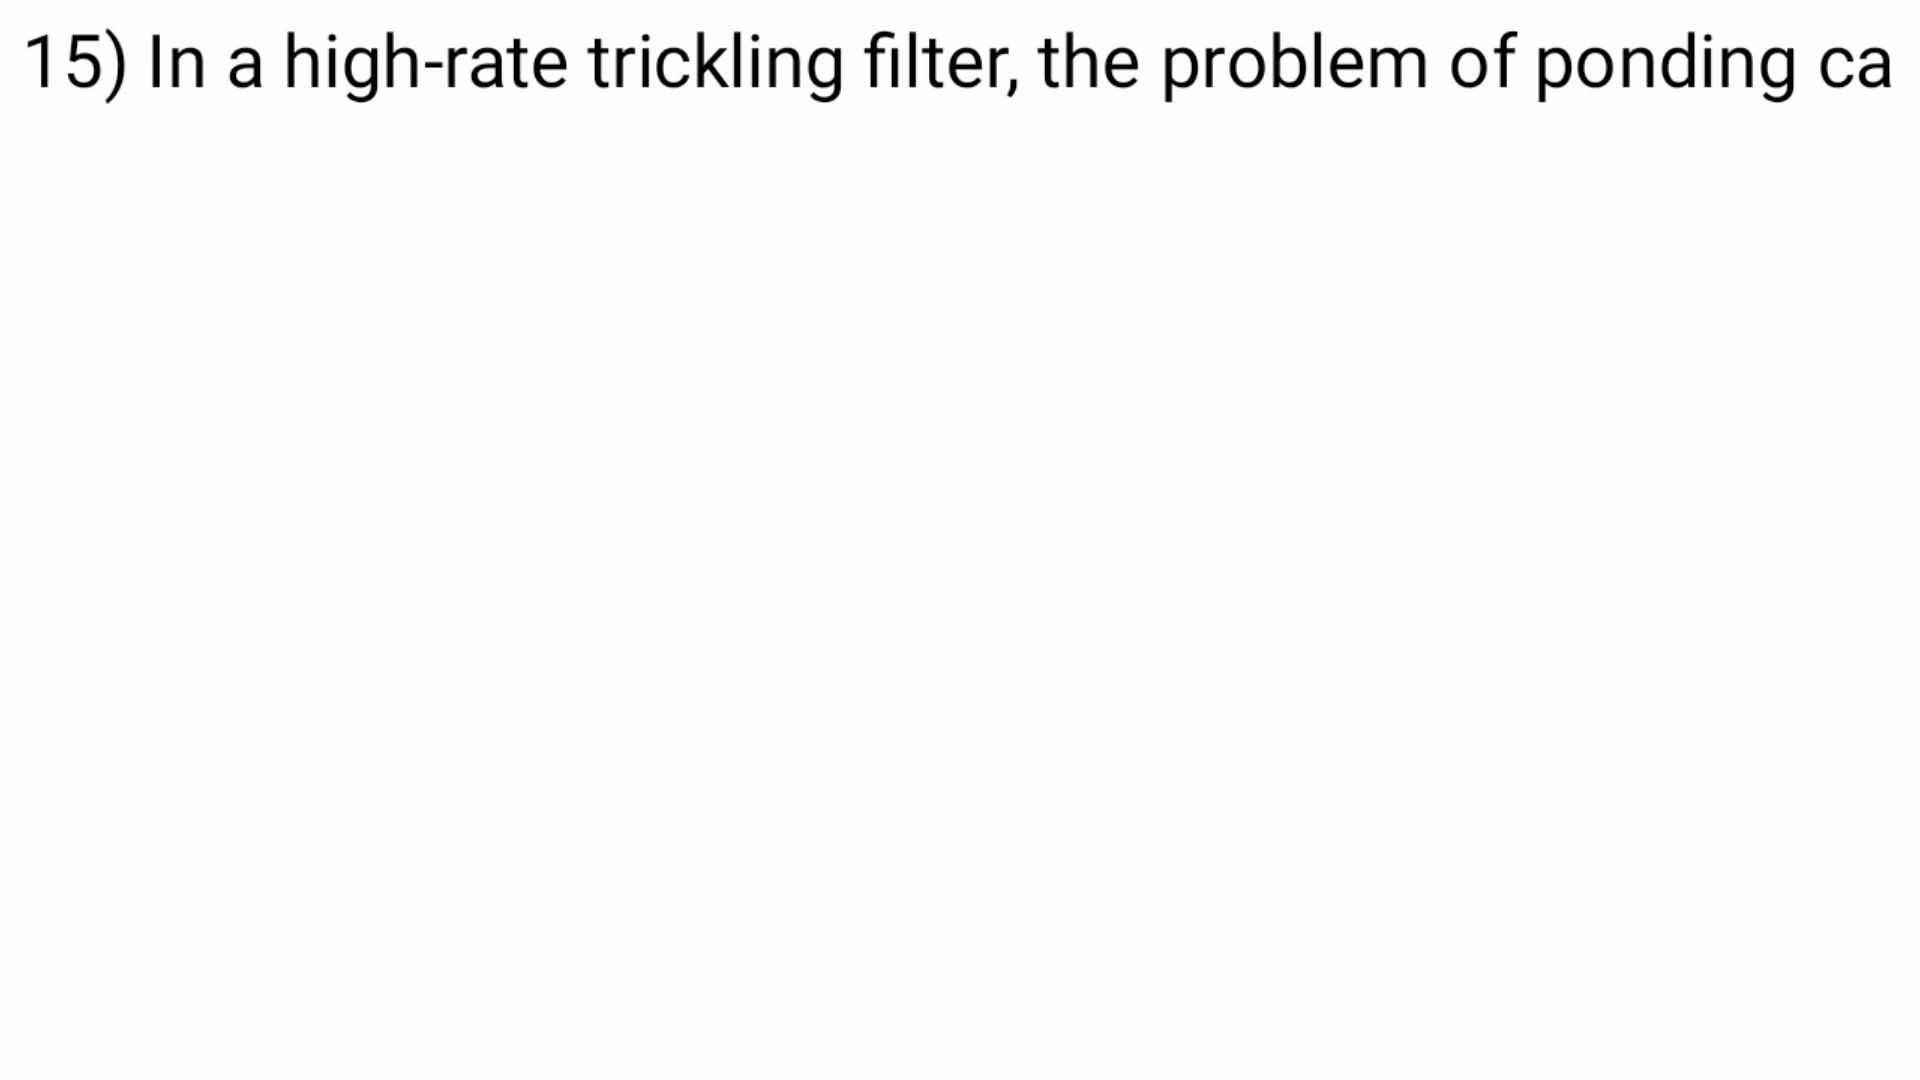 15) In a high-rate trickling filter, the problem of ponding ca